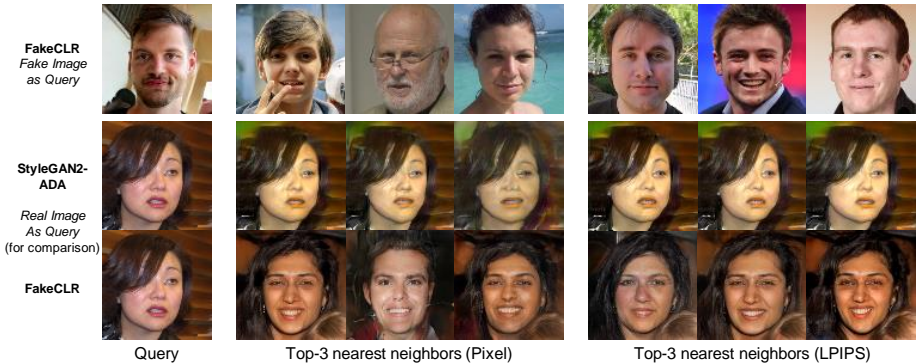 FakeCLR
Fake Image
as Query
StyleGAN2-
ADA
Real Image
As Query
(for comparison)
FakeCLR
Query
Top-3 nearest neighbors (Pixel)
Top-3 nearest neighbors (LPIPS)